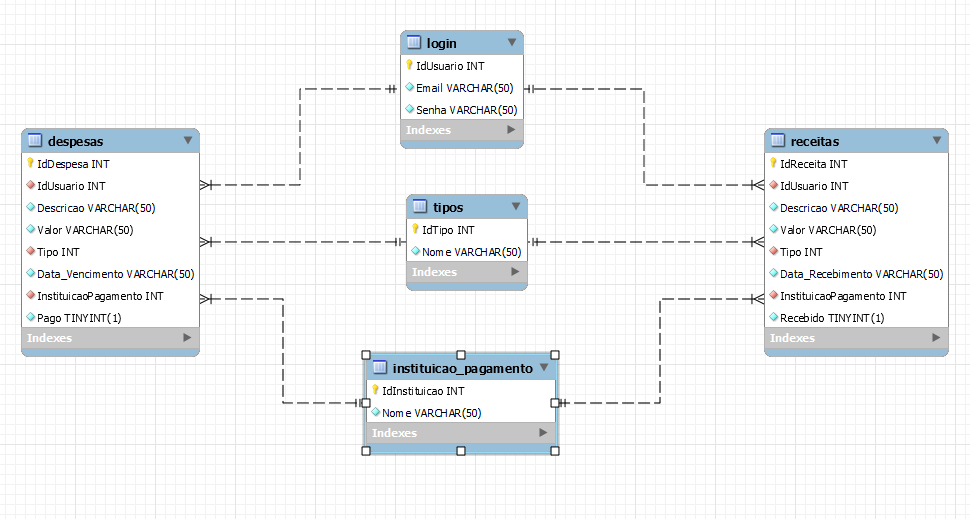 login
IdUsuario INT
Email VARCHAR(50)
Senha VARCHAR(50)
Indexes
despesas
IdDespesa INT
IdUsuario INT
Descricao VARCHAR(50)
Valor VARCHAR(50)
Tipo INT
Data_Vencimento VARCHAR(50)
InstituicaoPagamento INT
Pago TINYINT(1)
Indexes
tipos
IdTipo INT
Nome VARCHAR(50)
Indexes
receitas
IdReceita INT
IdUsuario INT
Descricao VARCHAR(50)
Valor VARCHAR(50)
Tipo INT
Data_Recebimento VARCHAR(50)
InstituicaoPagamento INT
Recebido TINYINT(1)
Indexes
instituicao_pagamento
IdInstituicao INT
Nome VARCHAR(50)
Indexes